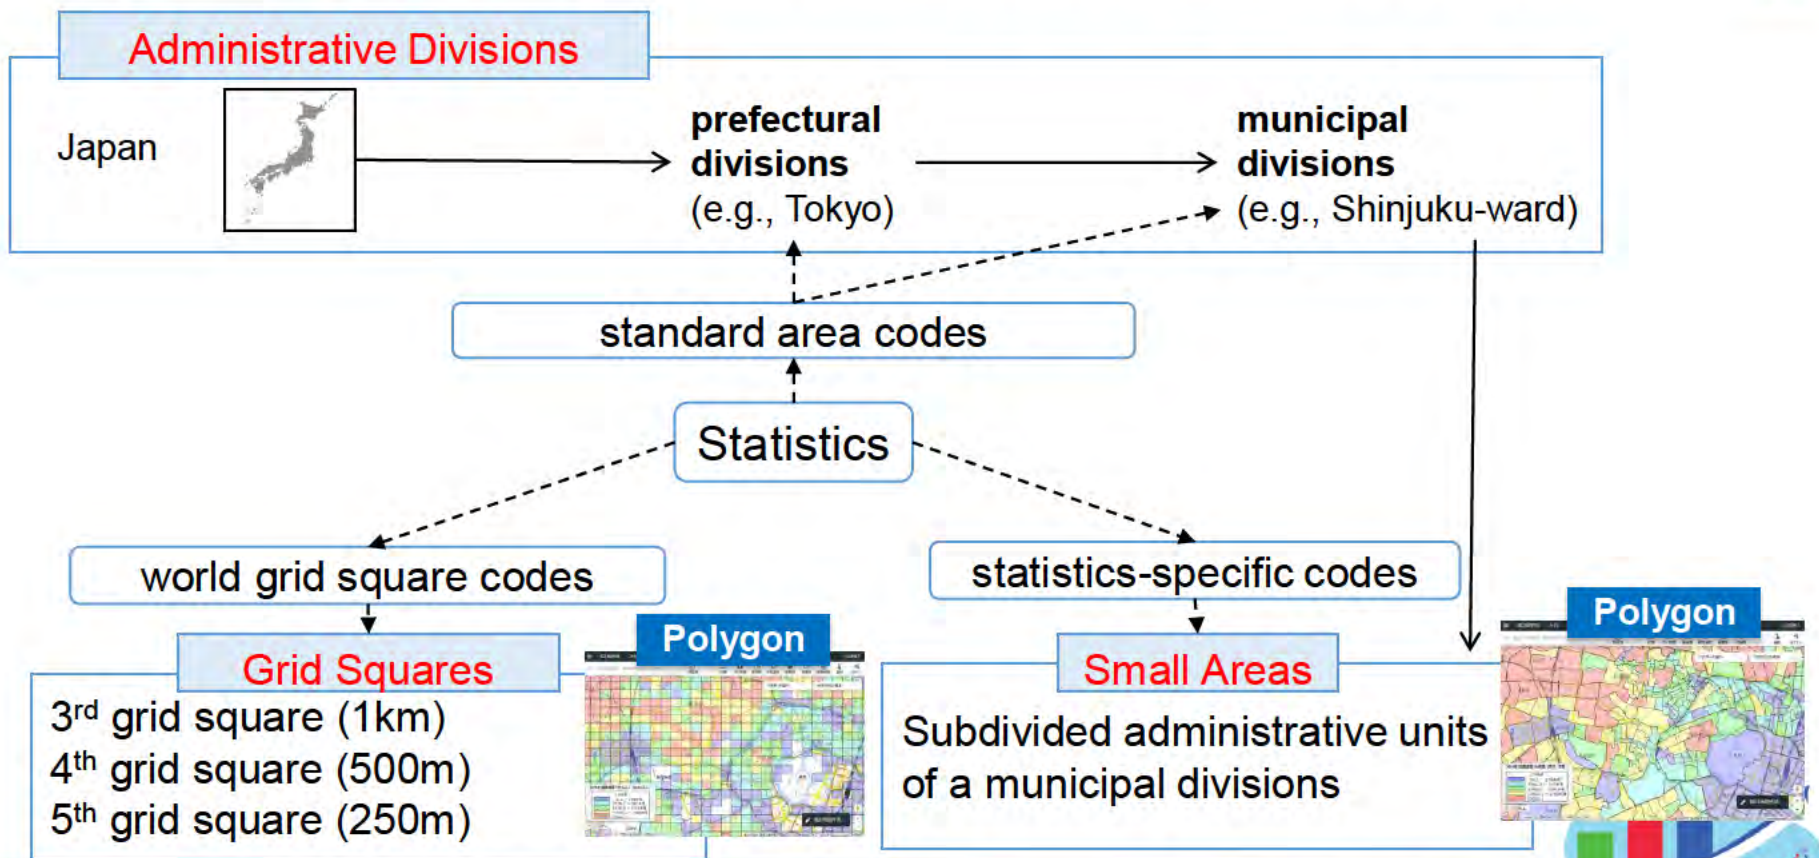 Administrative Divisions
Japan
prefectural
divisions
(e.g., Tokyo)
municipal
divisions
(e.g., Shinjuku-ward)
standard area codes
Statistics
world grid square codes
statistics-specific codes
Grid Squares
Polygon
3rd grid square (1km)
4th grid square (500m)
5th grid square (250m)
Small Areas
Polygon
Subdivided administrative units
of a municipal divisions